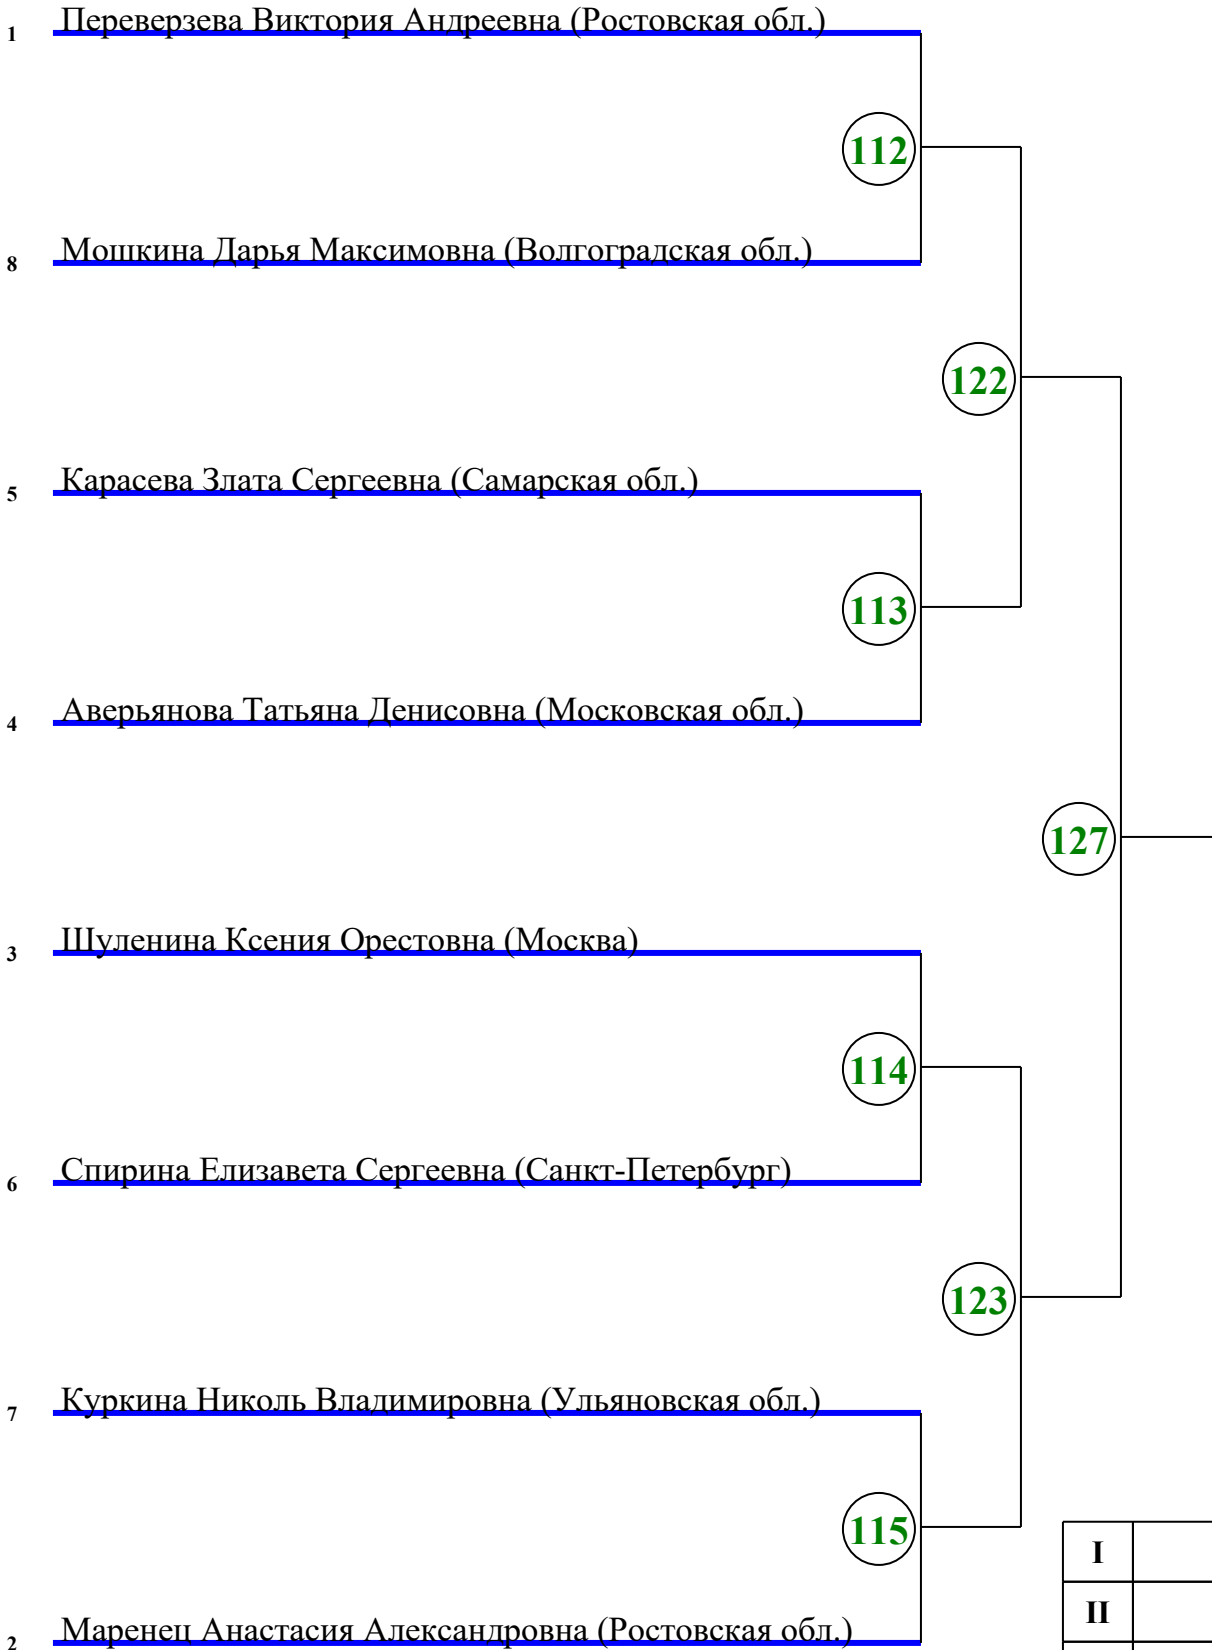 1 Переверзева Виктория Андреевна (Ростовская обл.)
112
8 Мошкина Дарья Максимовна (Волгоградская обл.)
122
5 Карасева Злата Сергеевна (Самарская обл.)
113
4 Аверьянова Татьяна Денисовна (Московская обл.)
127
3 Шуленина Ксения Орестовна (Москва)
114
6 Спирина Елизавета Сергеевна (Санкт-Петербург)
123
7 Куркина Николь Владимировна (Ульяновская обл.)
115
I
II
2 Маренец Анастасия Александровна (Ростовская обл.)